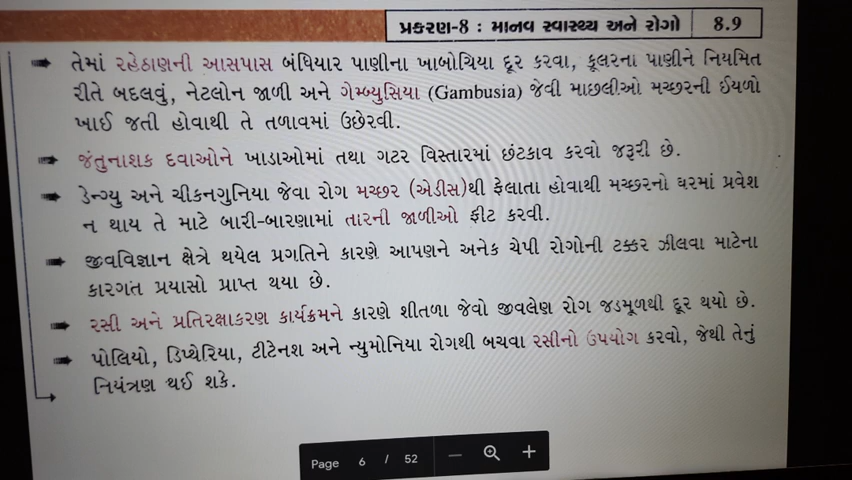 પ્રકરણ-8 : માનવ સ્વાસ્થ્ય અને રોગો 8.9
તેમાં રહેઠાણની આસપાસ બંધિયાર પાણીના ખાબોચિયા દૂર કરવા, કૂલરના પાણીને નિયમિત
રીતે બદલવું, નેટલોન જાળી અને ગેમ્બ્યુસિયા (Gambusia) જેવી માછલીઓ મચ્છરની ઈયળો
ખાઈ જતી હોવાથી તે તળાવમાં ઉછેરવી.
જંતુનાશક દવાઓને ખાડાઓમાં તથા ગટર વિસ્તારમાં છંટકાવ કરવો જરૂરી છે.
ડેન્ગ્યુ અને ચીકનગુનિયા જેવા રોગ મચ્છર (એડીસ)થી ફેલાતા હોવાથી મચ્છરનો ઘરમાં પ્રવેશ
ન થાય તે માટે બારી-બારણામાં તારની જાળીઓ ફીટ કરવી.
જીવવિજ્ઞાન ક્ષેત્રે થયેલ પ્રગતિને કારણે આપણને અનેક ચેપી રોગોની ટક્કર ઝીલવા માટેના
કારગત પ્રયાસો પ્રાપ્ત થયા છે.
રસી અને પ્રતિરક્ષાકરણ કાર્યક્રમને કારણે શીતળા જેવો જીવલેણ રોગ જડમૂળથી દૂર થયો છે.
પોલિયો, ડિપ્થેરિયા, ટીટેનશ અને ન્યુમોનિયા રોગથી બચવા રસીનો ઉપયોગ કરવો, જેથી તેનું
નિયંત્રણ થઈ શકે.
Page 6 / 52